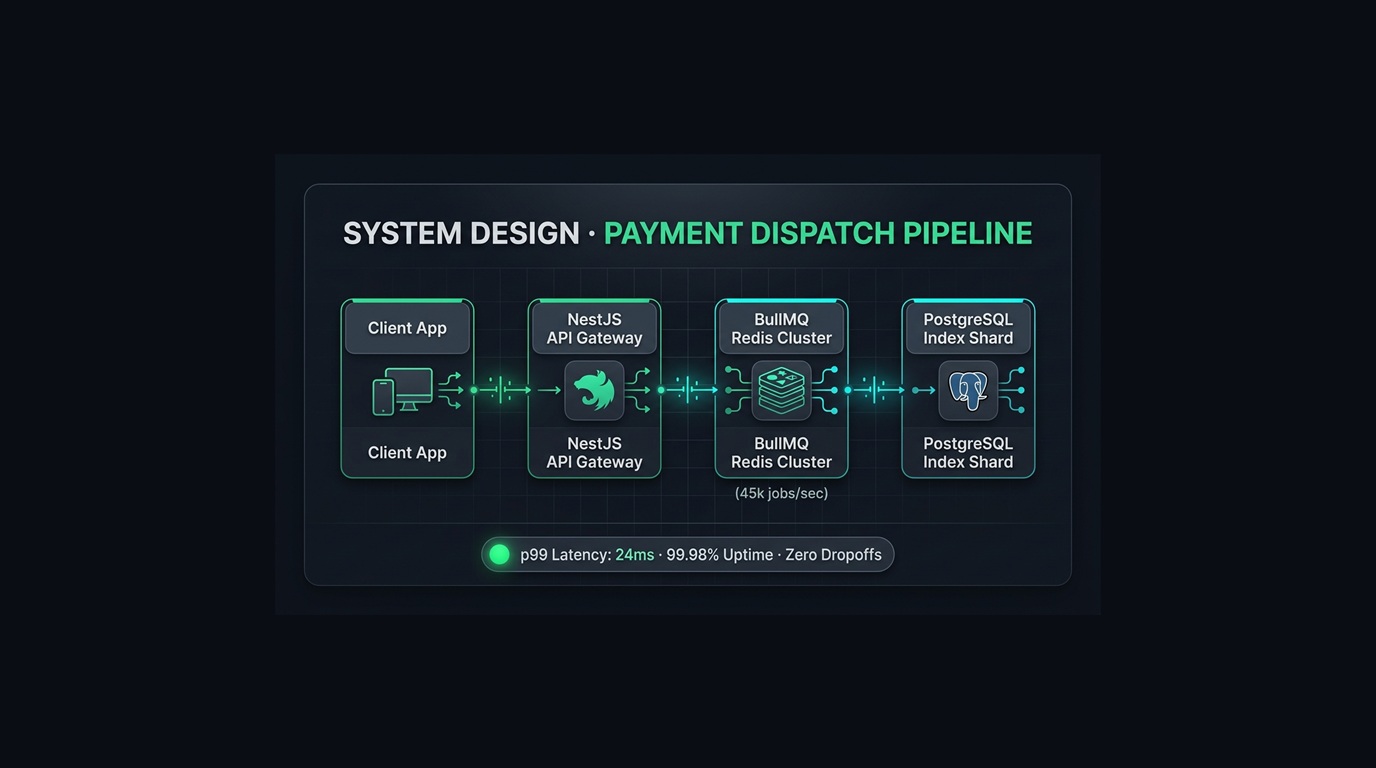 SYSTEM DESIGN · PAYMENT DISPATCH PIPELINE
Client App
Client App
NestJS
API Gateway
NestJS
API Gateway
BullMQ
Redis Cluster
BullMQ
Redis Cluster
(45k jobs/sec)
PostgreSQL
Index Shard
PostgreSQL
Index Shard
p99 Latency: 24ms · 99.98% Uptime · Zero Dropoffs